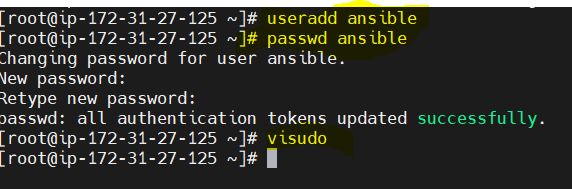 [root@ip-172-31-27-125 ~]# useradd ansible
[root@ip-172-31-27-125 ~]# passwd ansible
Changing password for user ansible.
New password:
Retype new password:
passwd: all authentication tokens updated successfully.
[root@ip-172-31-27-125 ~]# visudo
[root@ip-172-31-27-125 ~]#